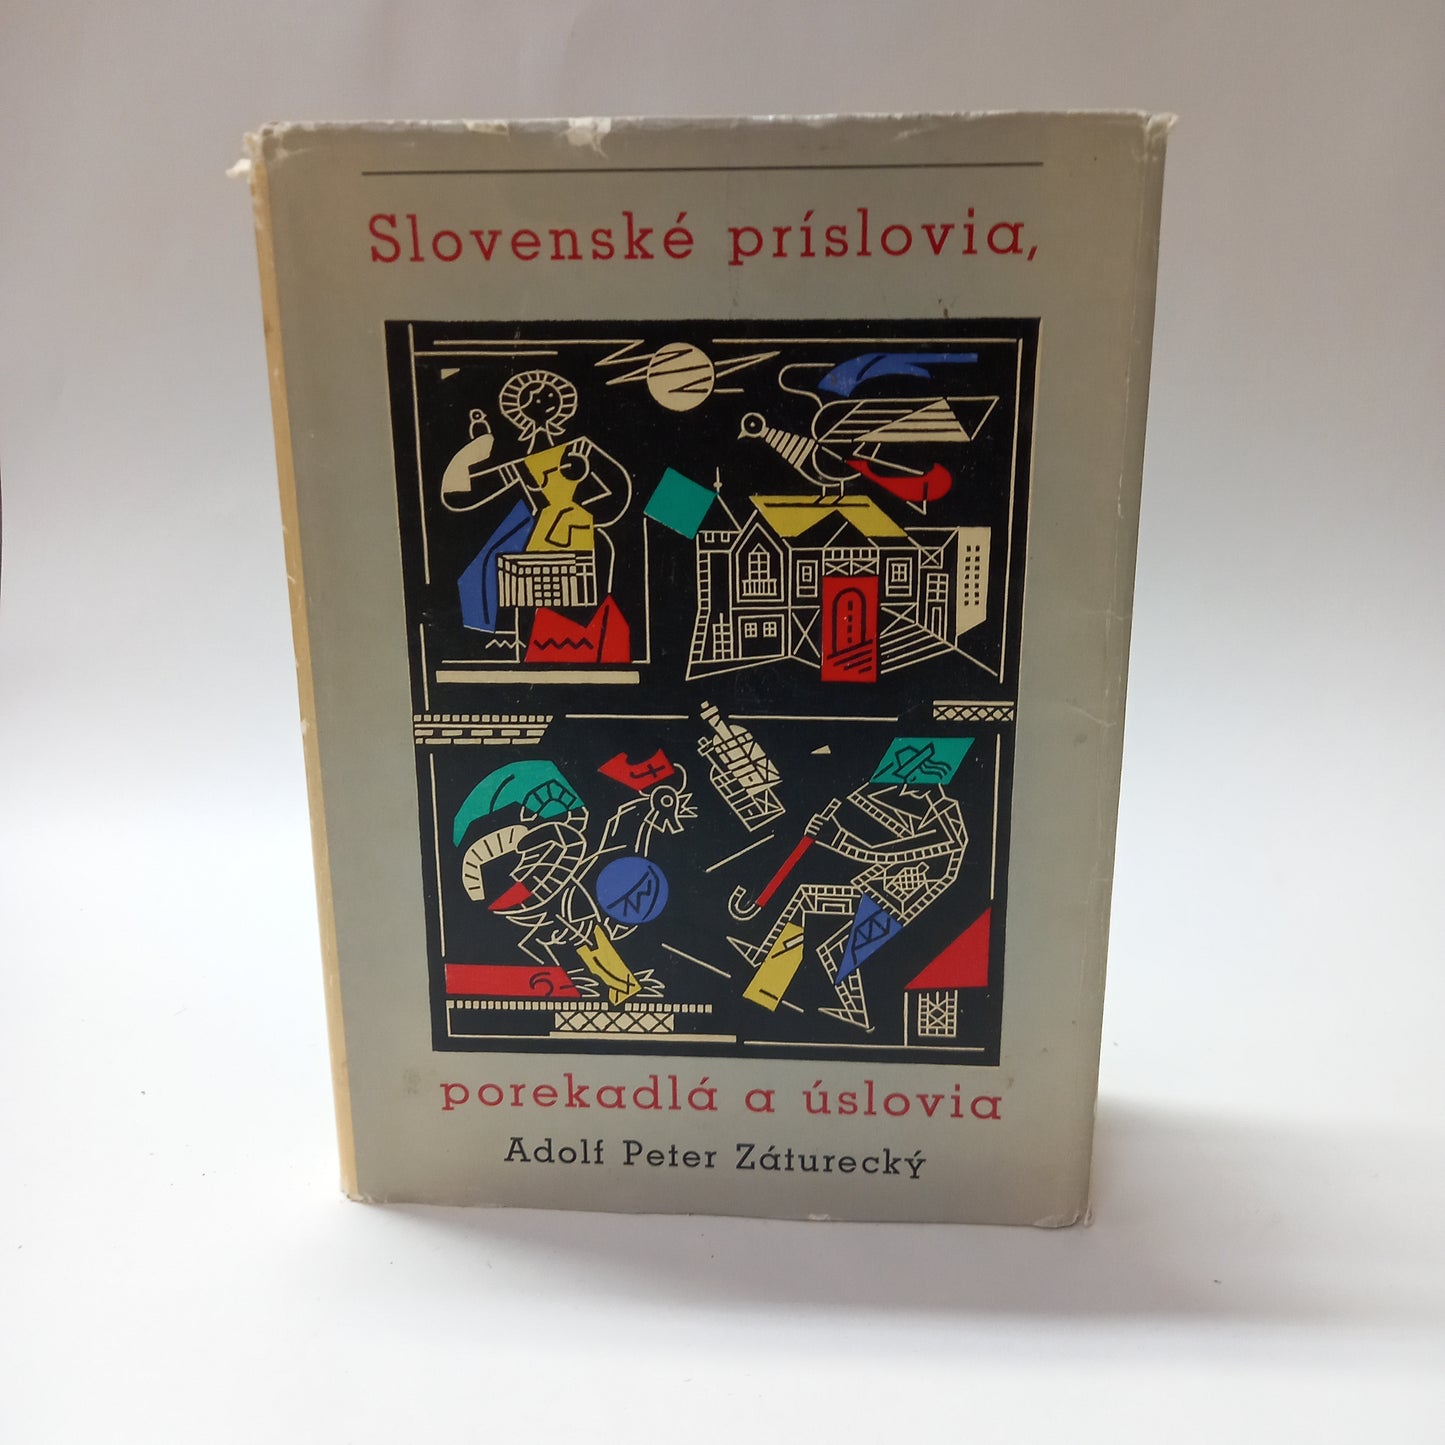 Slovenské príslovia,
porekadlá a úslovia
Adolf Peter Záturecký